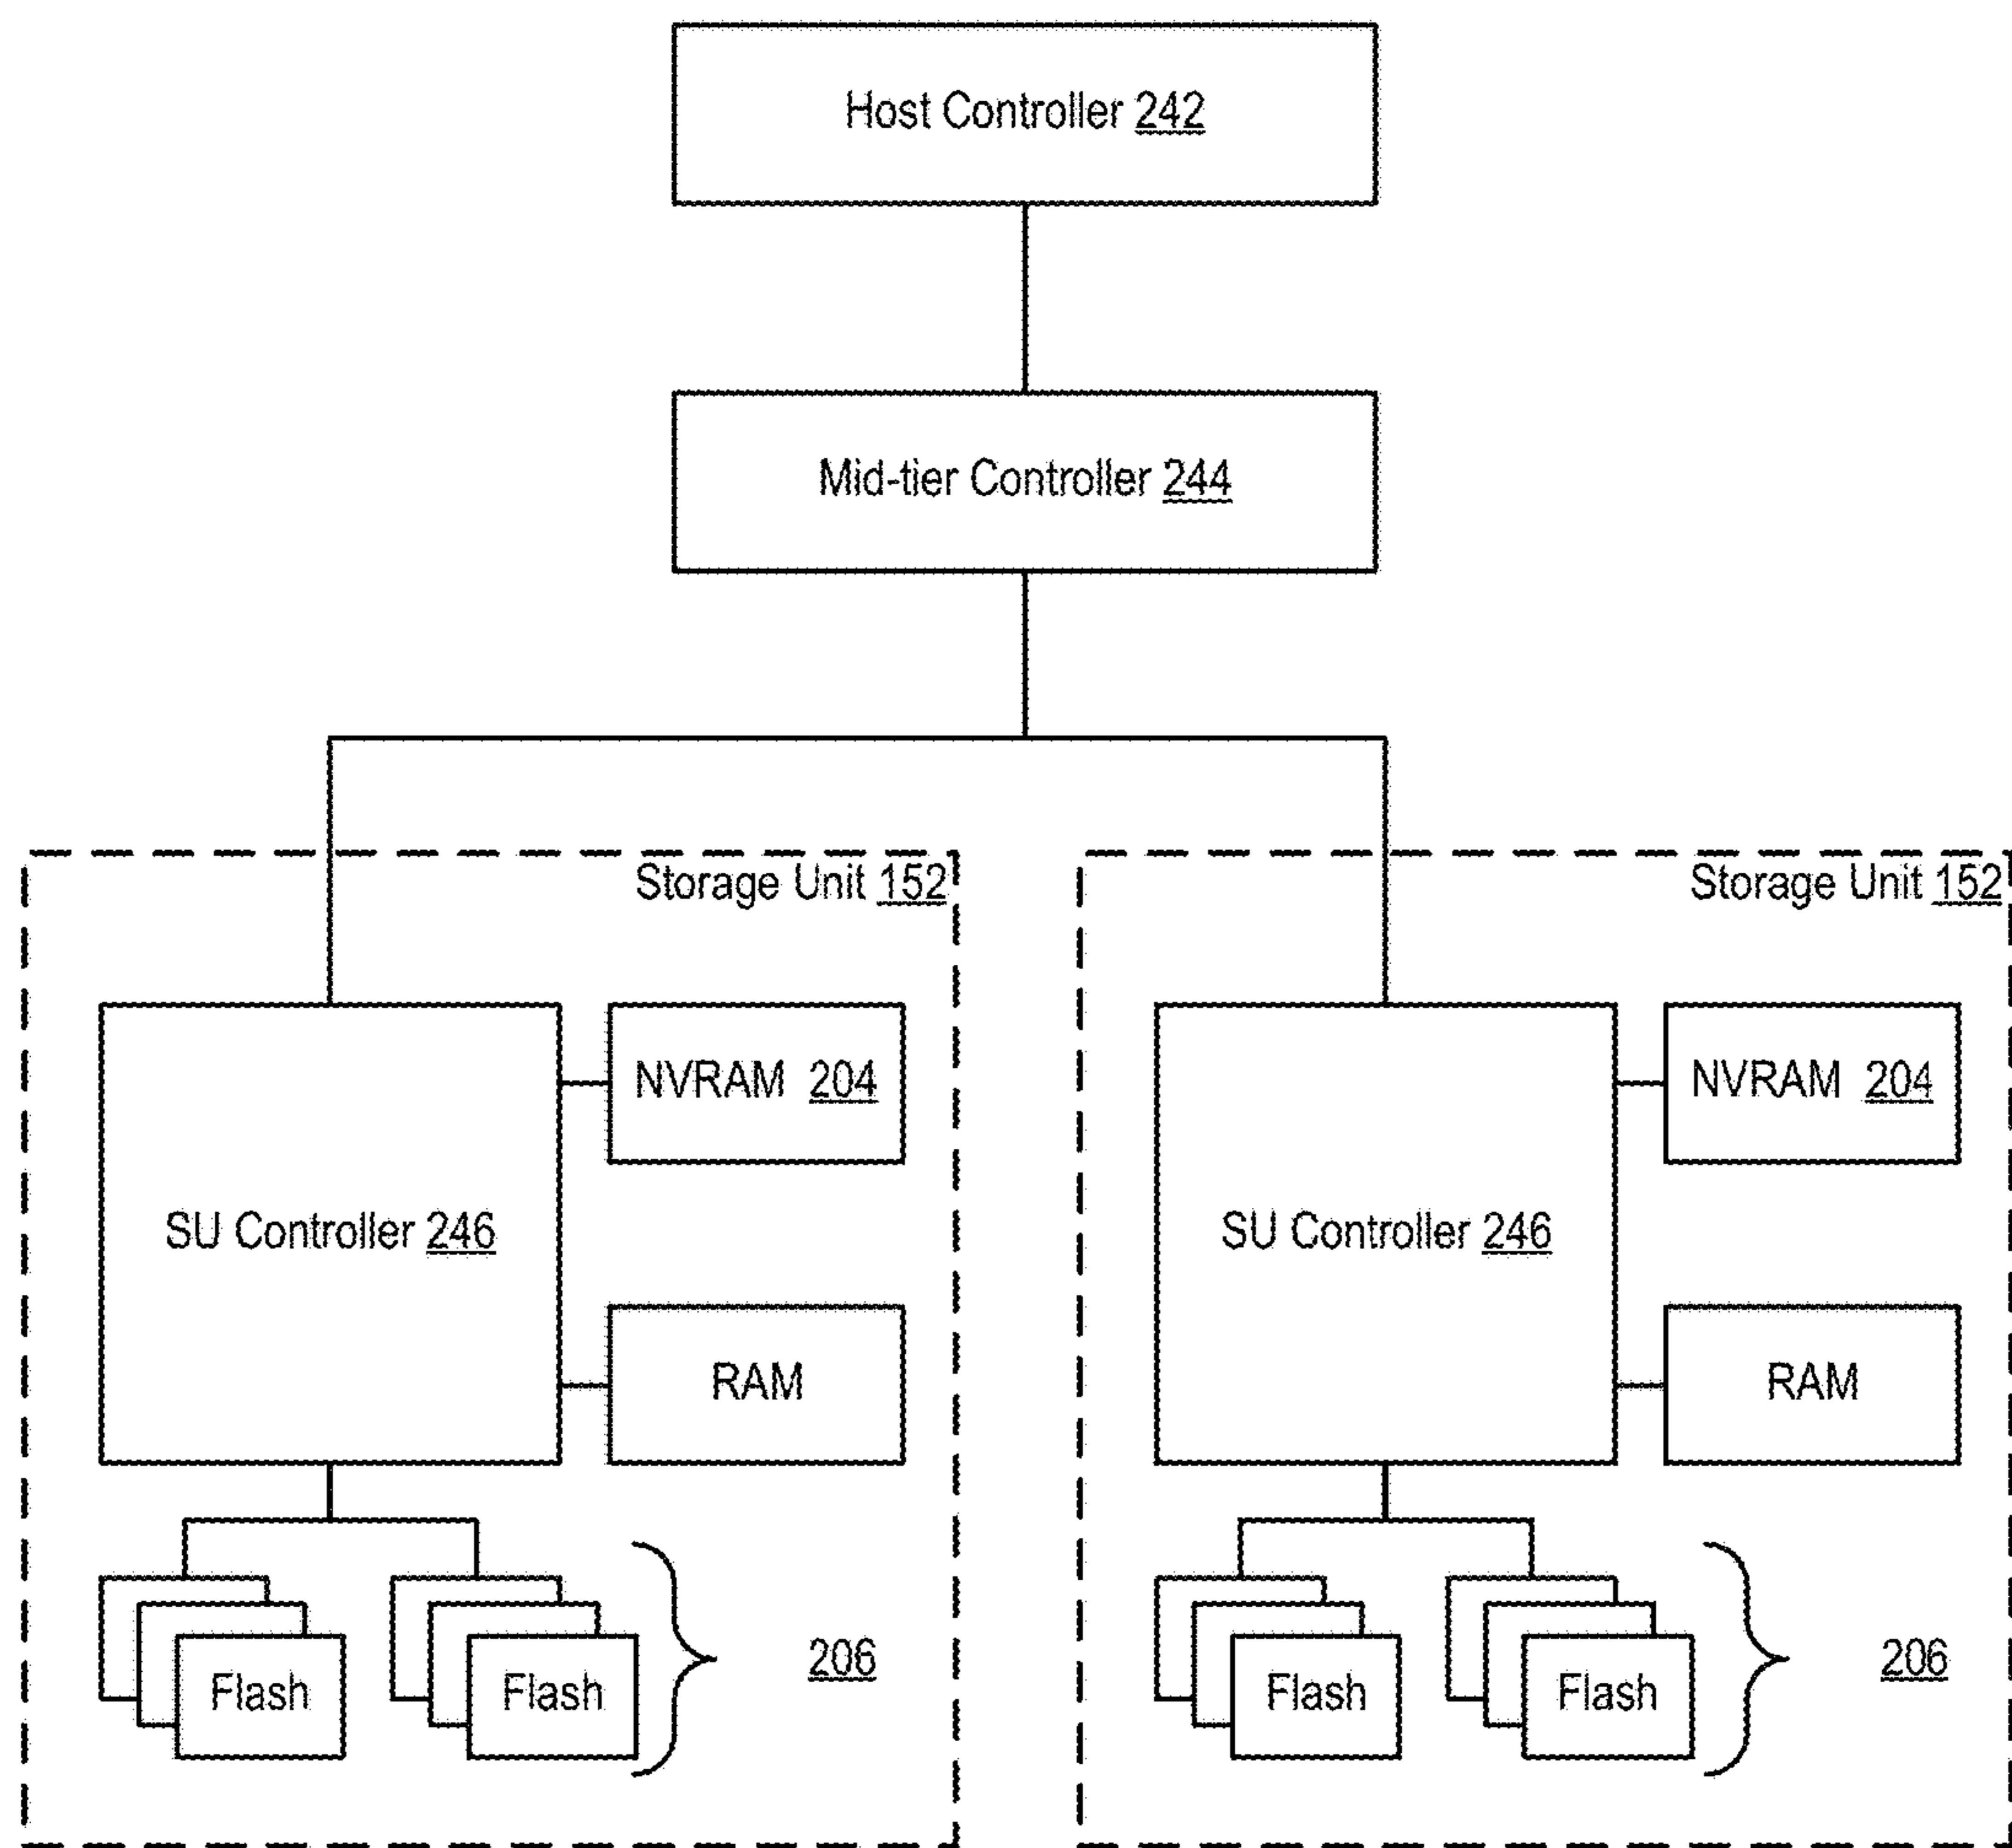 Host Controller 242
Mid-tier Controller 244
Storage Unit 152
Storage Unit 152
NVRAM 204
NVRAM 204
SU Controller 246
SU Controller 246
RAM
RAM
206
206
Flash
Flash
Flash
Flash